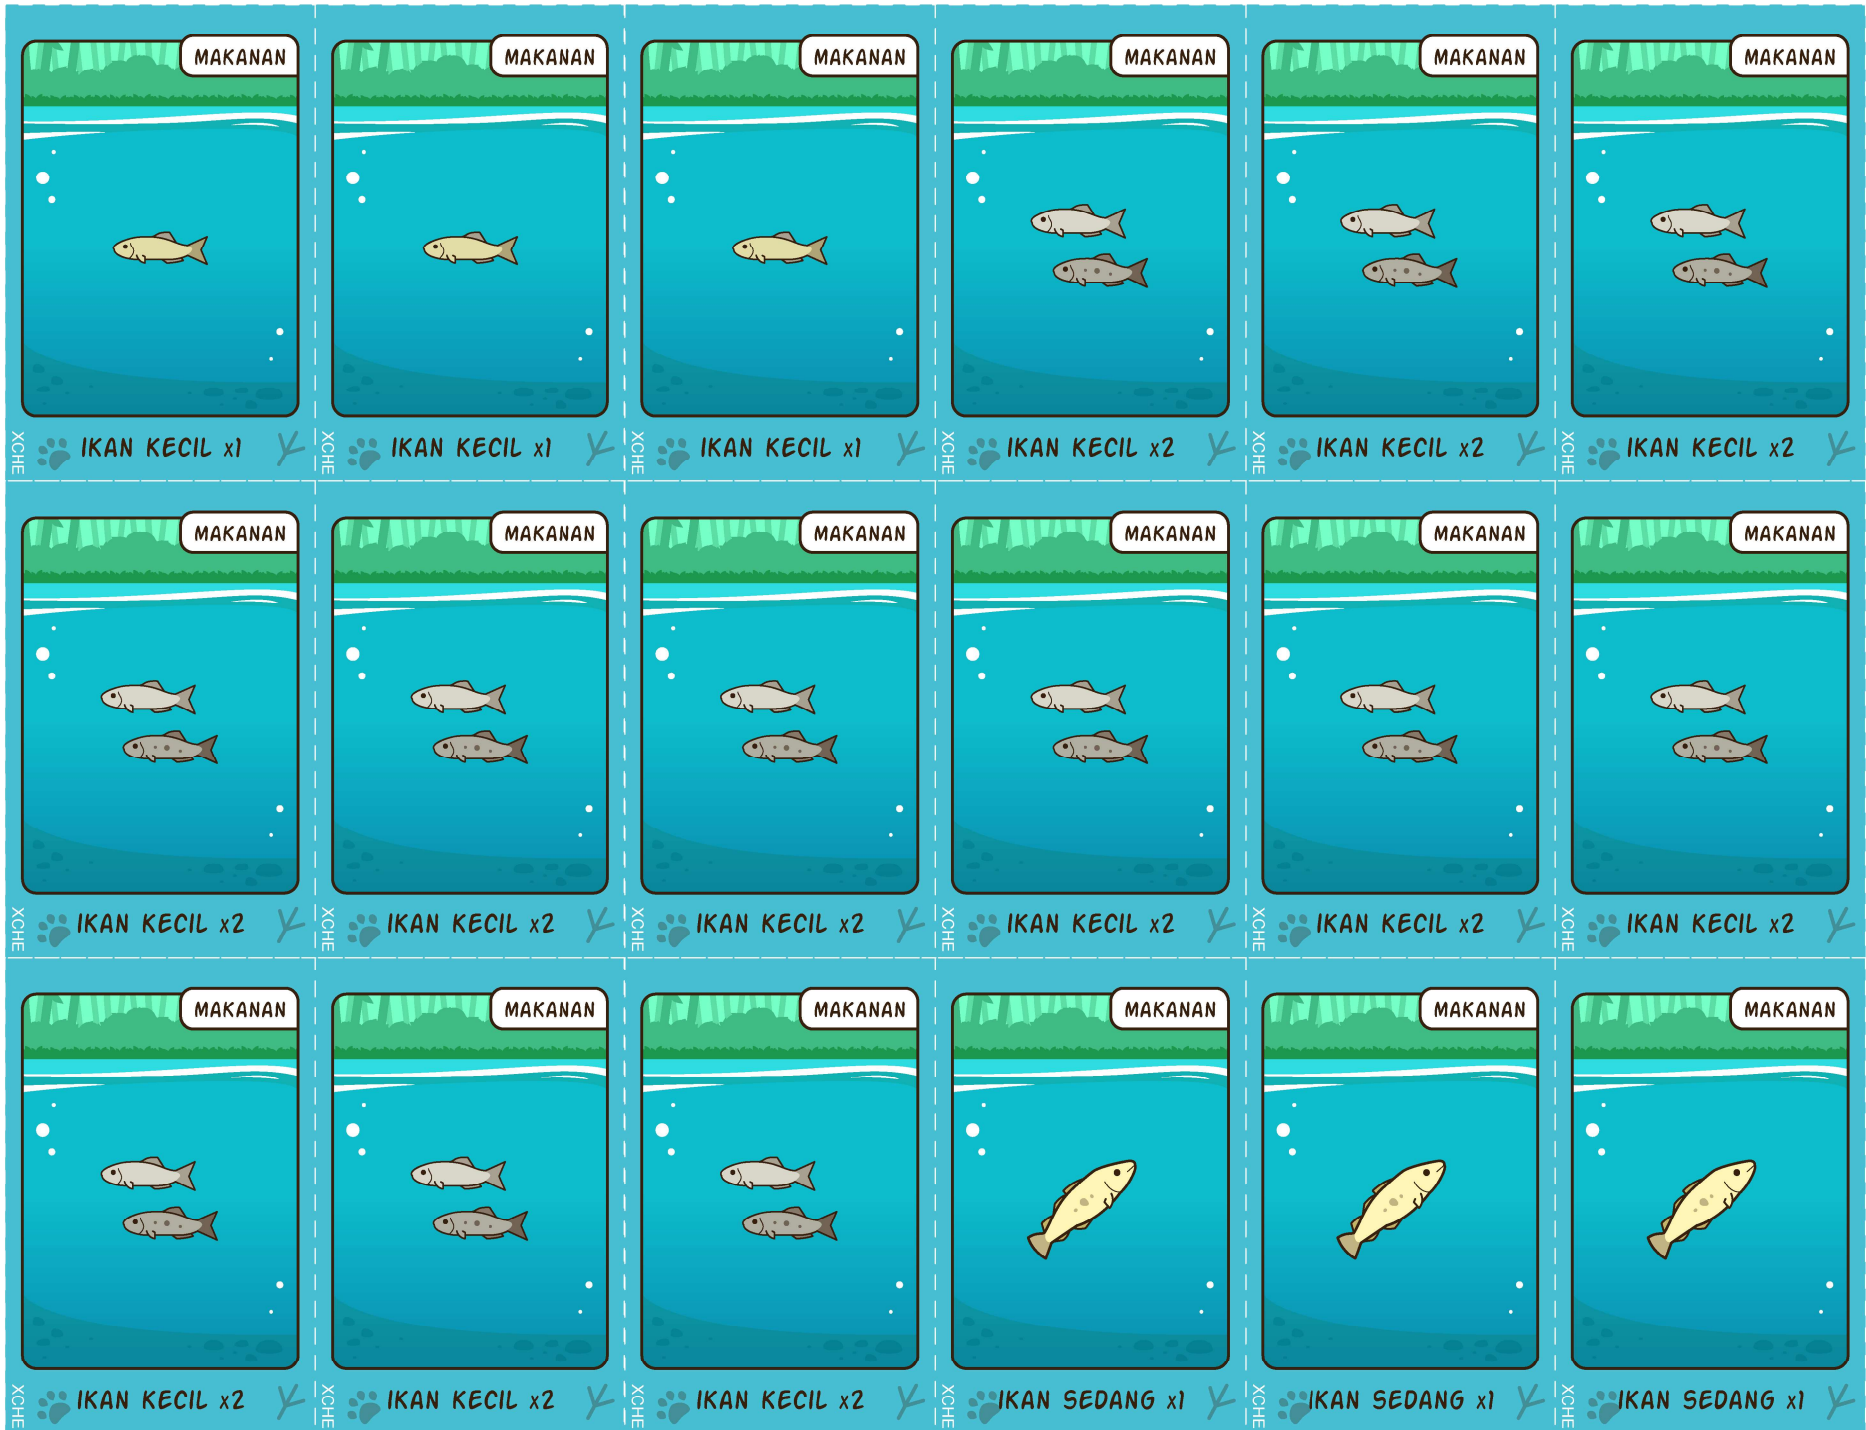 MAKANAN
MAKANAN
MAKANAN
MAKANAN
MAKANAN
MAKANAN
XCHE IKAN KECIL x1
XCHE IKAN KECIL x1
XCHE IKAN KECIL x1
XCHE IKAN KECIL x2
XCHE IKAN KECIL x2
XCHE IKAN KECIL x2
MAKANAN
MAKANAN
MAKANAN
MAKANAN
MAKANAN
MAKANAN
XCHE IKAN KECIL x2
XCHE IKAN KECIL x2
XCHE IKAN KECIL x2
XCHE IKAN KECIL x2
XCHE IKAN KECIL x2
XCHE IKAN KECIL x2
MAKANAN
MAKANAN
MAKANAN
MAKANAN
MAKANAN
MAKANAN
XCHE IKAN KECIL x2
XCHE IKAN KECIL x2
XCHE IKAN KECIL x2
XCHE IKAN SEDANG x1
XCHE IKAN SEDANG x1
XCHE IKAN SEDANG x1